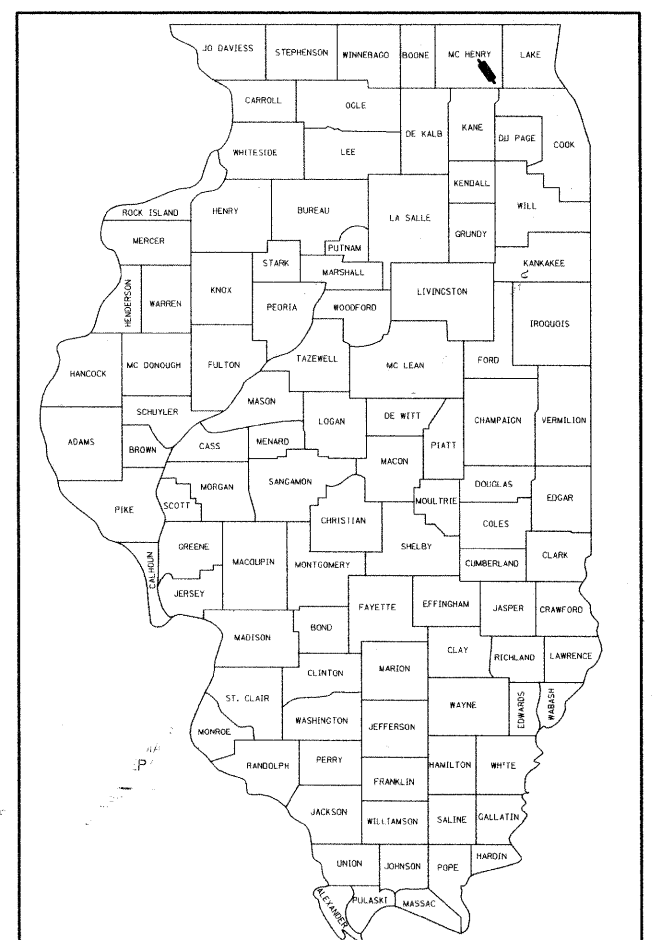 JO DAVIESS STEPHENSON WINNEBAGO BOONE MC HENRY LAKE
CARROLL OGLE DE KALB KANE DU PAGE COOK
WHITESIDE LEE
KENDALL
ROCK ISLAND HENRY BUREAU LA SALLE WILL
MERCER PUTNAM GRUNDY
STARK MARSHALL KANKAKEE
HENDERSON WARREN KNOX PEORIA WOODFORD LIVINGSTON
IROQUOIS
HANCOCK MC DONOUGH FULTON TAZEWELL MC LEAN FORD
MASON
SCHUYLER LOGAN DE WITT CHAMPAIGN VERMILION
ADAMS BROWN CASS MENARD PIATT
MACON
MORGAN SANGAMON DOUGLAS
PIKE SCOTT CHRISTIAN MOULTRIE EDGAR
COLES
CALHOUN GREENE MACOUPIN MONTGOMERY SHELBY
CUMBERLAND CLARK
JERSEY
FAYETTE EFFINGHAM JASPER CRAWFORD
MADISON BOND
CLAY RICHLAND LAWRENCE
CLINTON MARION
ST. CLAIR WAYNE EDWARDS WABASH
WASHINGTON JEFFERSON
MONROE
RANDOLPH PERRY HAMILTON WHITE
FRANKLIN
JACKSON WILLIAMSON SALINE GALLATIN
UNION JOHNSON POPE HARDIN
ALEXANDER PULASKI MASSAC